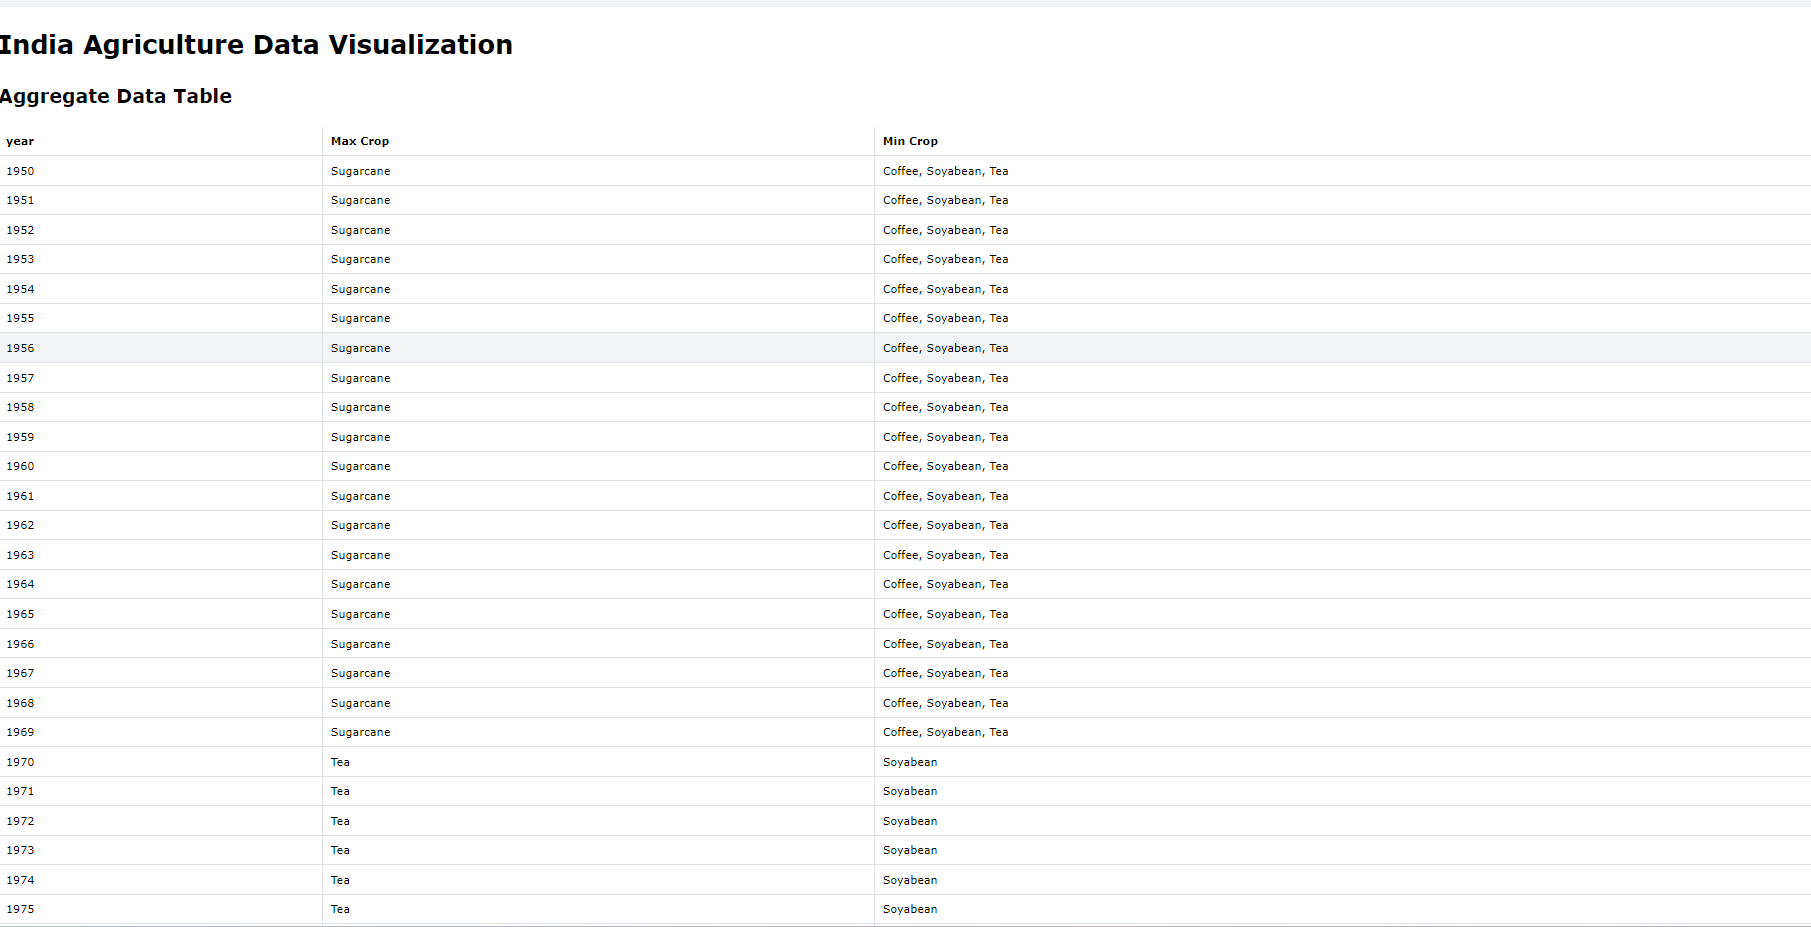 India Agriculture Data Visualization
Aggregate Data Table
year Max Crop Min Crop
1950 Sugarcane Coffee, Soyabean, Tea
1951 Sugarcane Coffee, Soyabean, Tea
1952 Sugarcane Coffee, Soyabean, Tea
1953 Sugarcane Coffee, Soyabean, Tea
1954 Sugarcane Coffee, Soyabean, Tea
1955 Sugarcane Coffee, Soyabean, Tea
1956 Sugarcane Coffee, Soyabean, Tea
1957 Sugarcane Coffee, Soyabean, Tea
1958 Sugarcane Coffee, Soyabean, Tea
1959 Sugarcane Coffee, Soyabean, Tea
1960 Sugarcane Coffee, Soyabean, Tea
1961 Sugarcane Coffee, Soyabean, Tea
1962 Sugarcane Coffee, Soyabean, Tea
1963 Sugarcane Coffee, Soyabean, Tea
1964 Sugarcane Coffee, Soyabean, Tea
1965 Sugarcane Coffee, Soyabean, Tea
1966 Sugarcane Coffee, Soyabean, Tea
1967 Sugarcane Coffee, Soyabean, Tea
1968 Sugarcane Coffee, Soyabean, Tea
1969 Sugarcane Coffee, Soyabean, Tea
1970 Tea Soyabean
1971 Tea Soyabean
1972 Tea Soyabean
1973 Tea Soyabean
1974 Tea Soyabean
1975 Tea Soyabean